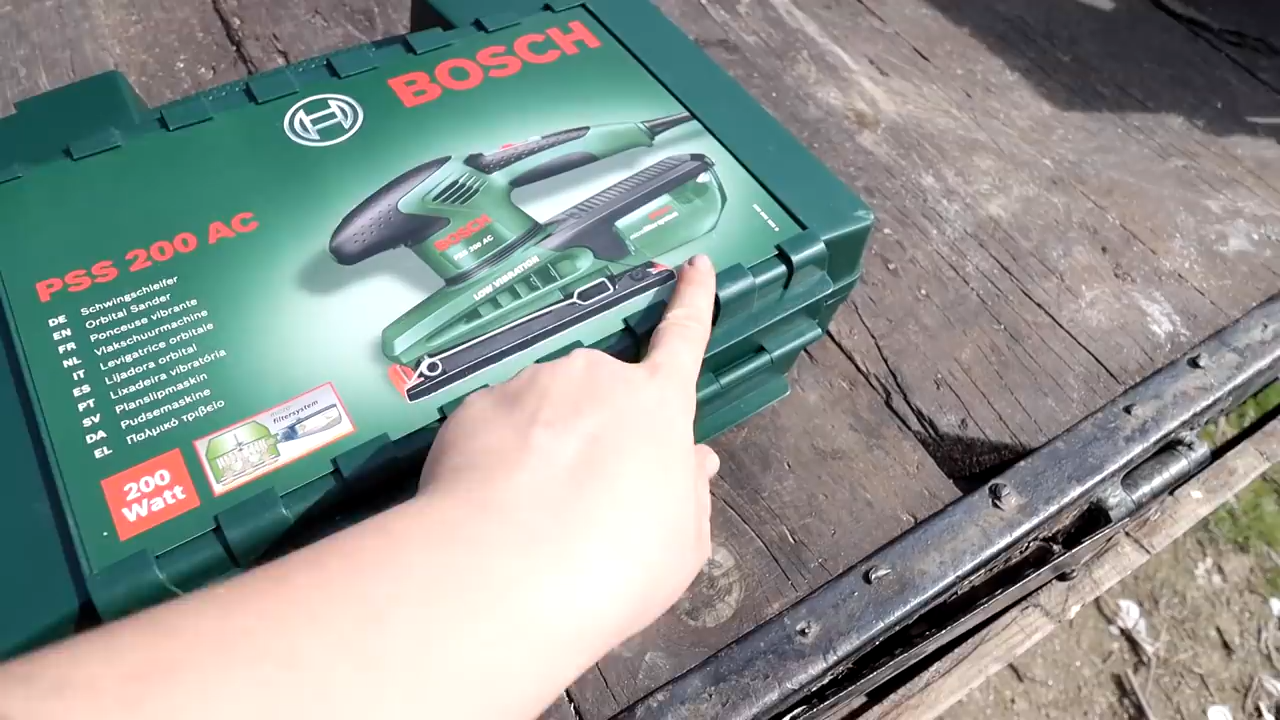 BOSCH
BOSCH
PSS 200 AC
LOW VIBRATION
PSS 200 AC
DE Schwingschleifer
EN Orbital Sander
FR Ponceuse vibrante
NL Vlakschuurmachine
IT Levigatrice orbitale
ES Lijadora orbital
PT Lixadeira vibratória
SV Planslipmaskin
DA Pudsemaskine
EL Παλμικό τριβείο
200
Watt
micro
filtersystem